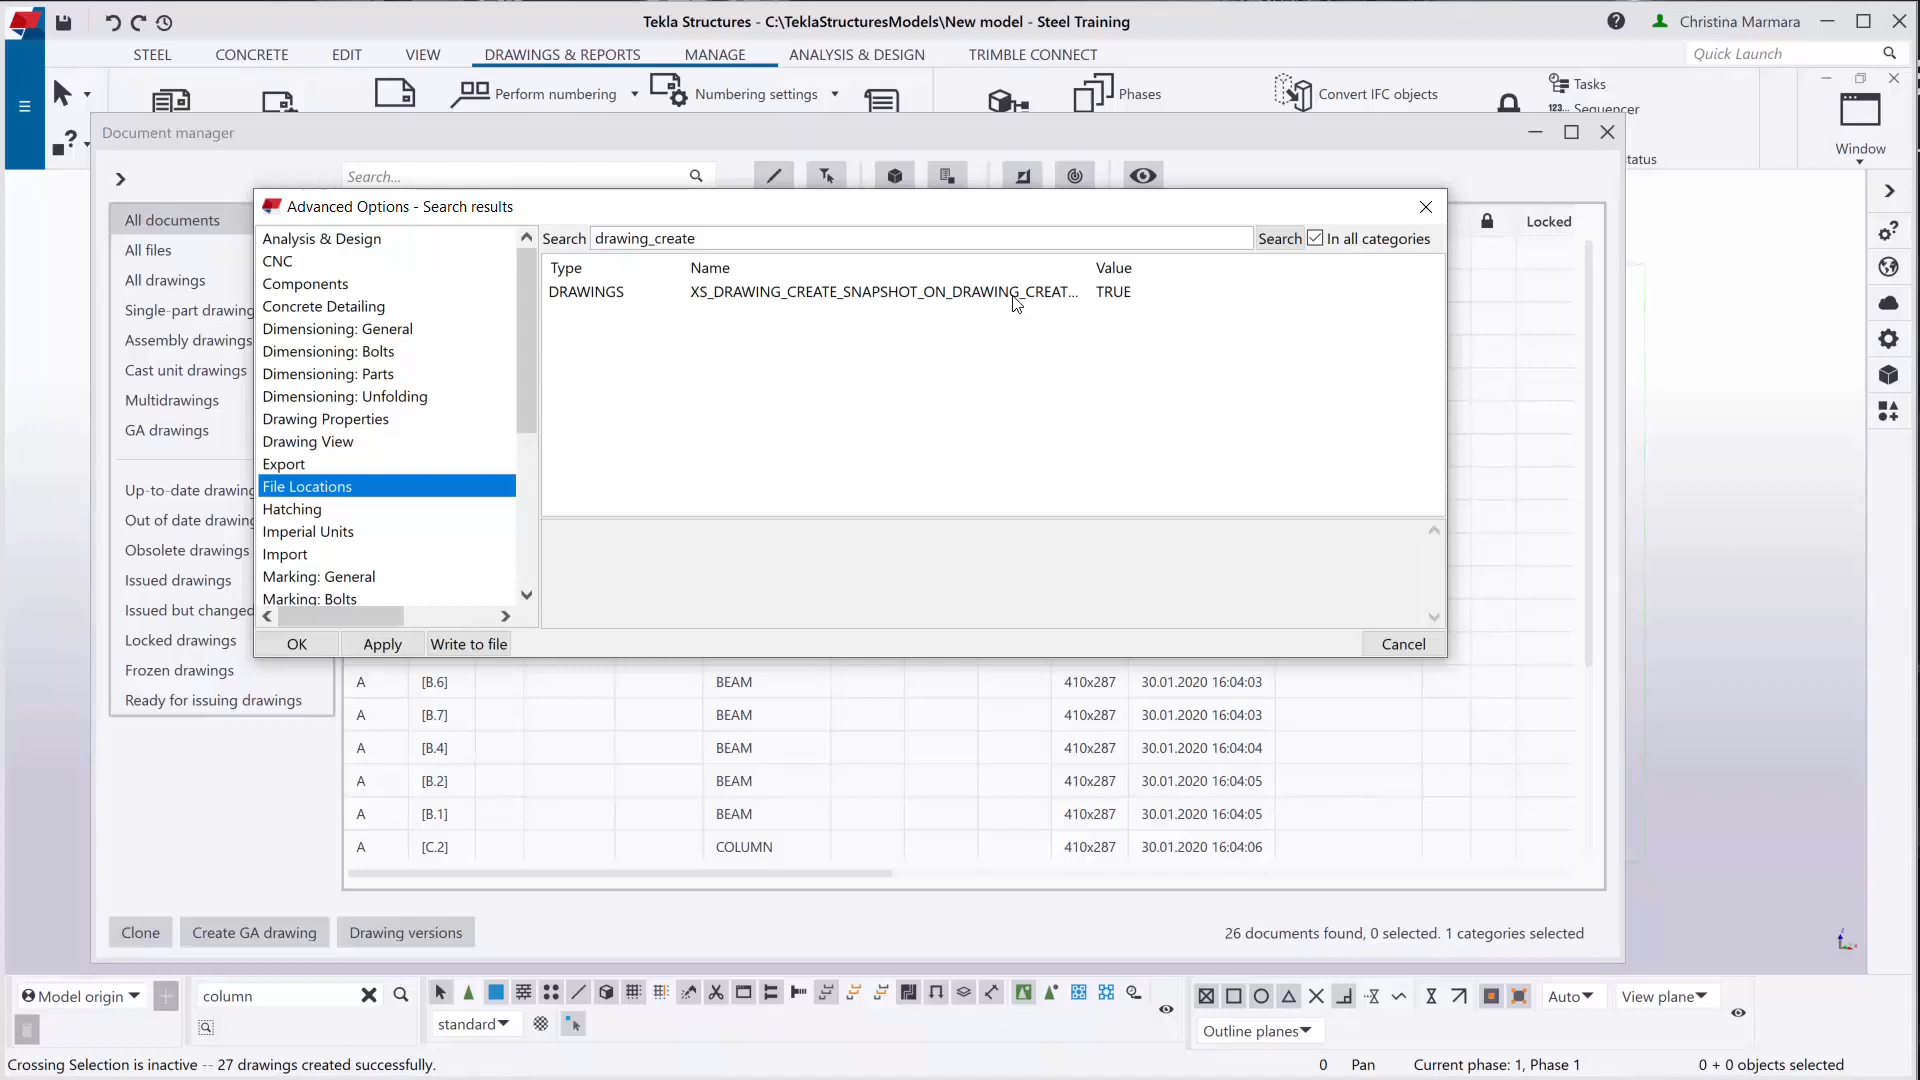 Tekla Structures - C:\TeklaStructuresModels\New model - Steel Training
Christina Marmara
STEEL
CONCRETE
EDIT
VIEW
DRAWINGS & REPORTS
MANAGE
ANALYSIS & DESIGN
TRIMBLE CONNECT
Quick Launch
Perform numbering
Numbering settings
Phases
Convert IFC objects
Tasks
123... Sequencer
status
Window
Document manager
Search...
All documents
All files
All drawings
Single-part drawing
Assembly drawings
Cast unit drawings
Multidrawings
GA drawings
Up-to-date drawing
Out of date drawing
Obsolete drawings
Issued drawings
Issued but changed
Locked drawings
Frozen drawings
Ready for issuing drawings
Locked
Advanced Options - Search results
Analysis & Design
CNC
Components
Concrete Detailing
Dimensioning: General
Dimensioning: Bolts
Dimensioning: Parts
Dimensioning: Unfolding
Drawing Properties
Drawing View
Export
File Locations
Hatching
Imperial Units
Import
Marking: General
Marking: Bolts
Search drawing_create Search In all categories
Type Name Value
DRAWINGS XS_DRAWING_CREATE_SNAPSHOT_ON_DRAWING_CREAT... TRUE
OK Apply Write to file Cancel
A [B.6] BEAM 410x287 30.01.2020 16:04:03
A [B.7] BEAM 410x287 30.01.2020 16:04:03
A [B.4] BEAM 410x287 30.01.2020 16:04:04
A [B.2] BEAM 410x287 30.01.2020 16:04:05
A [B.1] BEAM 410x287 30.01.2020 16:04:05
A [C.2] COLUMN 410x287 30.01.2020 16:04:06
Clone Create GA drawing Drawing versions
26 documents found, 0 selected. 1 categories selected
Model origin
column
standard
Auto
View plane
Outline planes
Crossing Selection is inactive -- 27 drawings created successfully.
0 Pan Current phase: 1, Phase 1 0 + 0 objects selected